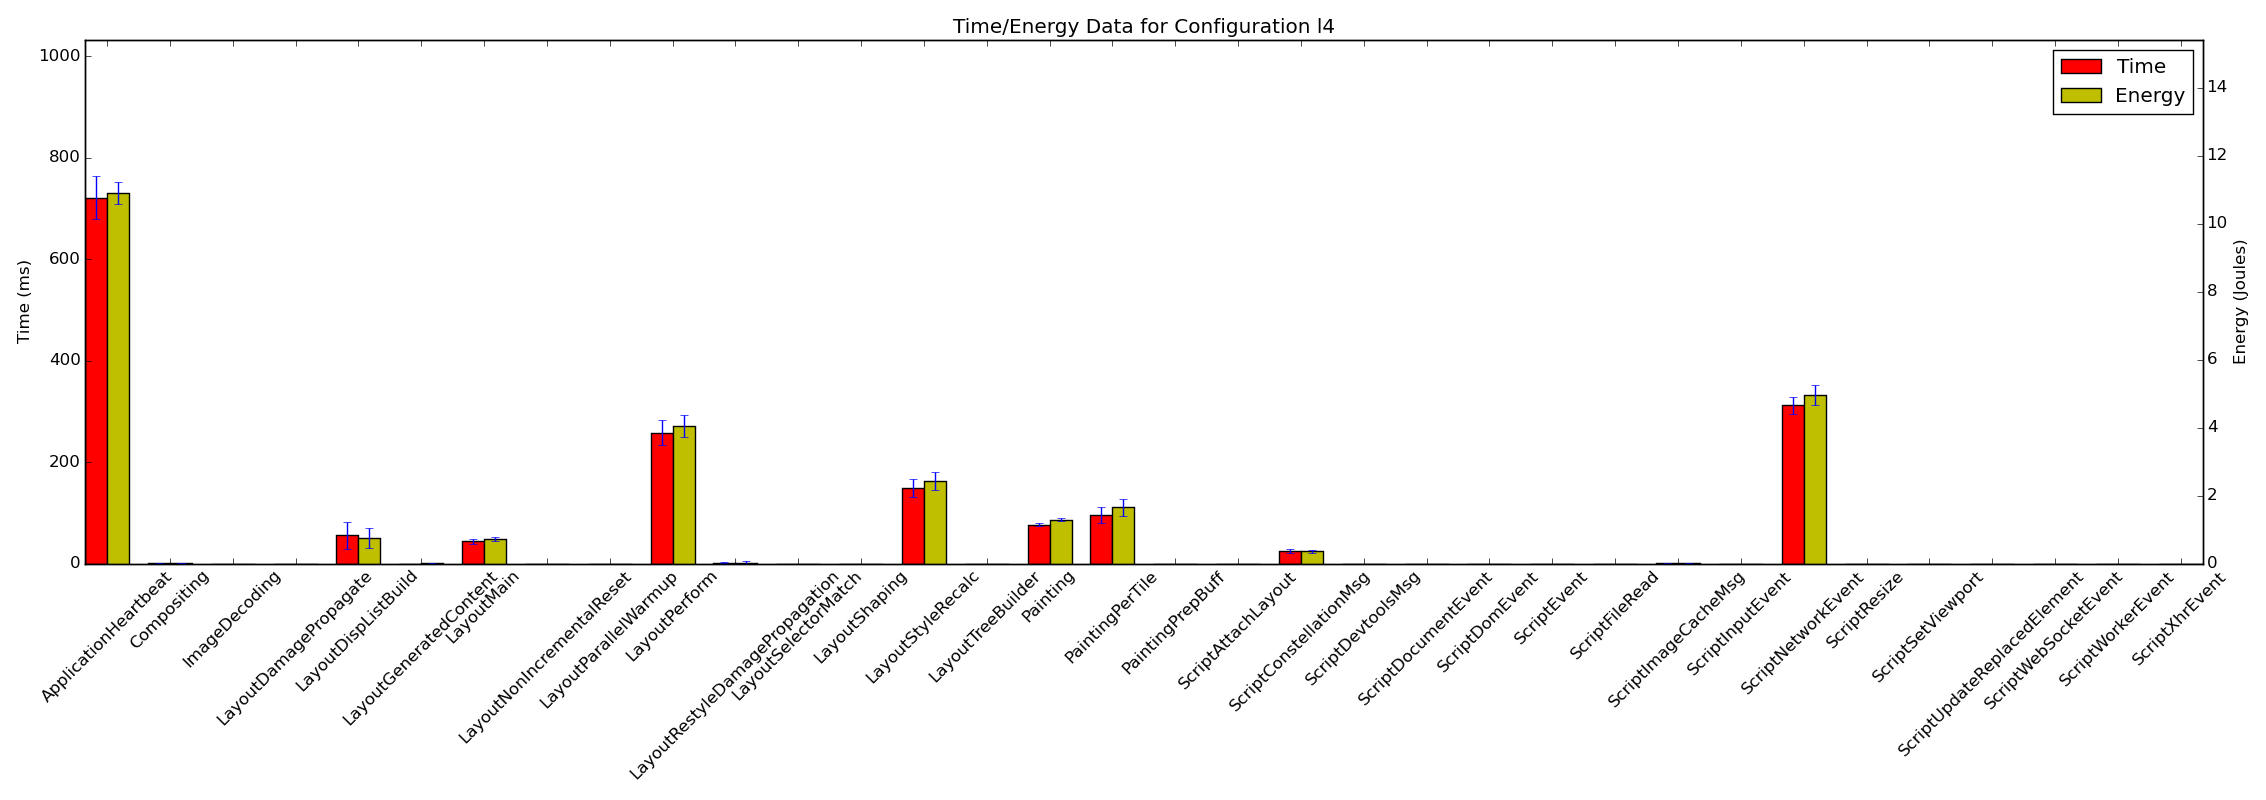 Time/Energy Data for Configuration l4
Time
Energy
Time (ms)
1000
800
600
400
200
0
Energy (Joules)
14
12
10
8
6
4
2
0
ApplicationHeartbeat
Compositing
ImageDecoding
LayoutDamagePropagate
LayoutDispListBuild
LayoutGeneratedContent
LayoutMain
LayoutNonIncrementalReset
LayoutParallelWarmup
LayoutPerform
LayoutRestyleDamagePropagation
LayoutSelectorMatch
LayoutShaping
LayoutStyleRecalc
LayoutTreeBuilder
Painting
PaintingPerTile
PaintingPrepBuff
ScriptAttachLayout
ScriptConstellationMsg
ScriptDevtoolsMsg
ScriptDocumentEvent
ScriptDomEvent
ScriptEvent
ScriptFileRead
ScriptImageCacheMsg
ScriptInputEvent
ScriptNetworkEvent
ScriptResize
ScriptSetViewport
ScriptUpdateReplacedElement
ScriptWebSocketEvent
ScriptWorkerEvent
ScriptXhrEvent